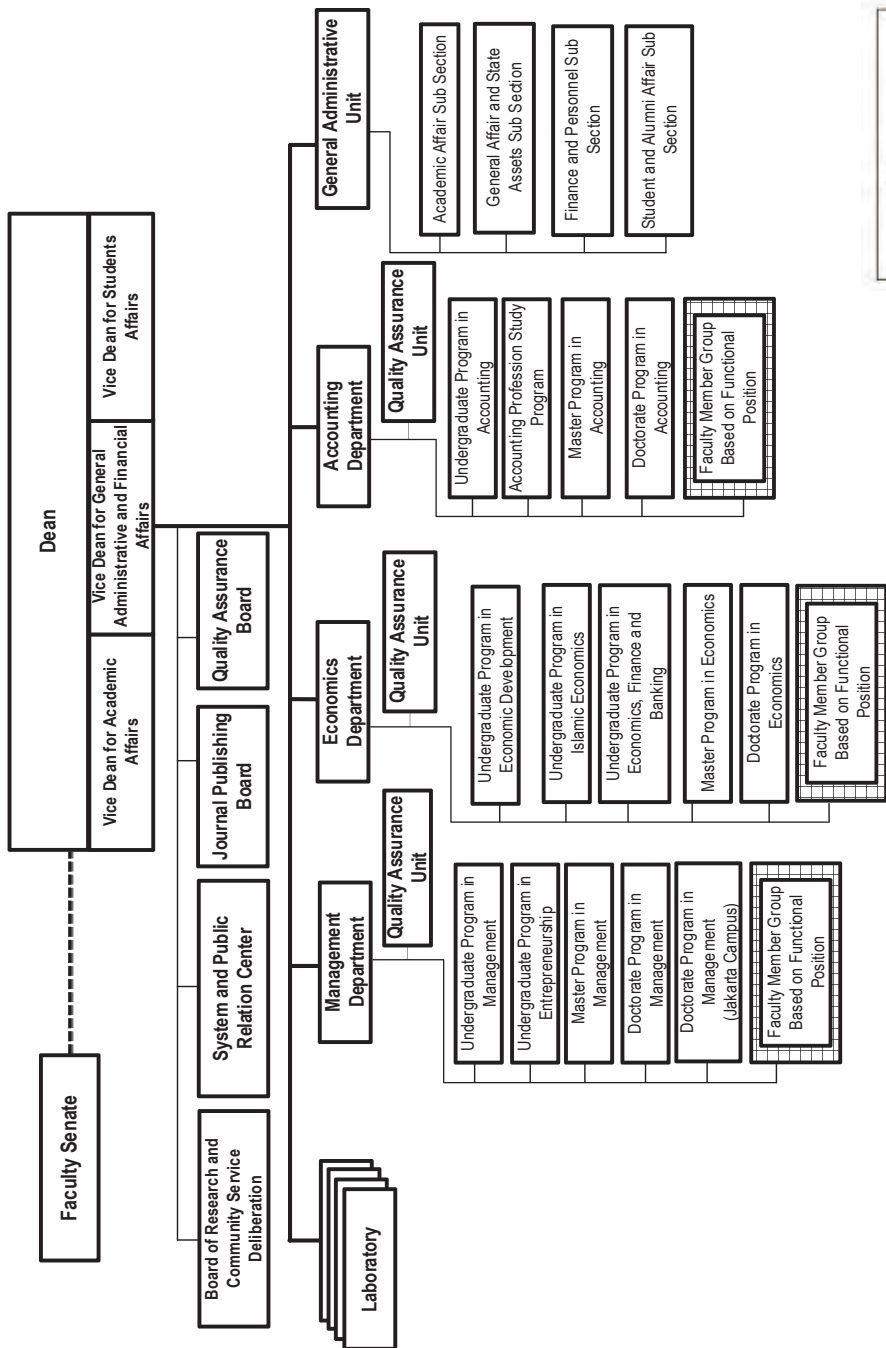 Dean
Vice Dean for Academic
Affairs
Vice Dean for General
Administrative and Financial
Affairs
Vice Dean for Students
Affairs
Faculty Senate
Board of Research and
Community Service
Deliberation
System and Public
Relation Center
Journal Publishing
Board
Quality Assurance
Board
Laboratory
Management
Department
Quality Assurance
Unit
Undergraduate Program in
Management
Undergraduate Program in
Entrepreneurship
Master Program in
Management
Doctorate Program in
Management
Doctorate Program in
Management
(Jakarta Campus)
Faculty Member Group
Based on Functional
Position
Economics
Department
Quality Assurance
Unit
Undergraduate Program in
Economic Development
Undergraduate Program in
Islamic Economics
Undergraduate Program in
Economics, Finance and
Banking
Master Program in Economics
Doctorate Program in
Economics
Faculty Member Group
Based on Functional
Position
Accounting
Department
Quality Assurance
Unit
Undergraduate Program in
Accounting
Accounting Profession Study
Program
Master Program in
Accounting
Doctorate Program in
Accounting
Faculty Member Group
Based on Functional
Position
General Administrative
Unit
Academic Affair Sub Section
General Affair and State
Assets Sub Section
Finance and Personnel Sub
Section
Student and Alumni Affair Sub
Section